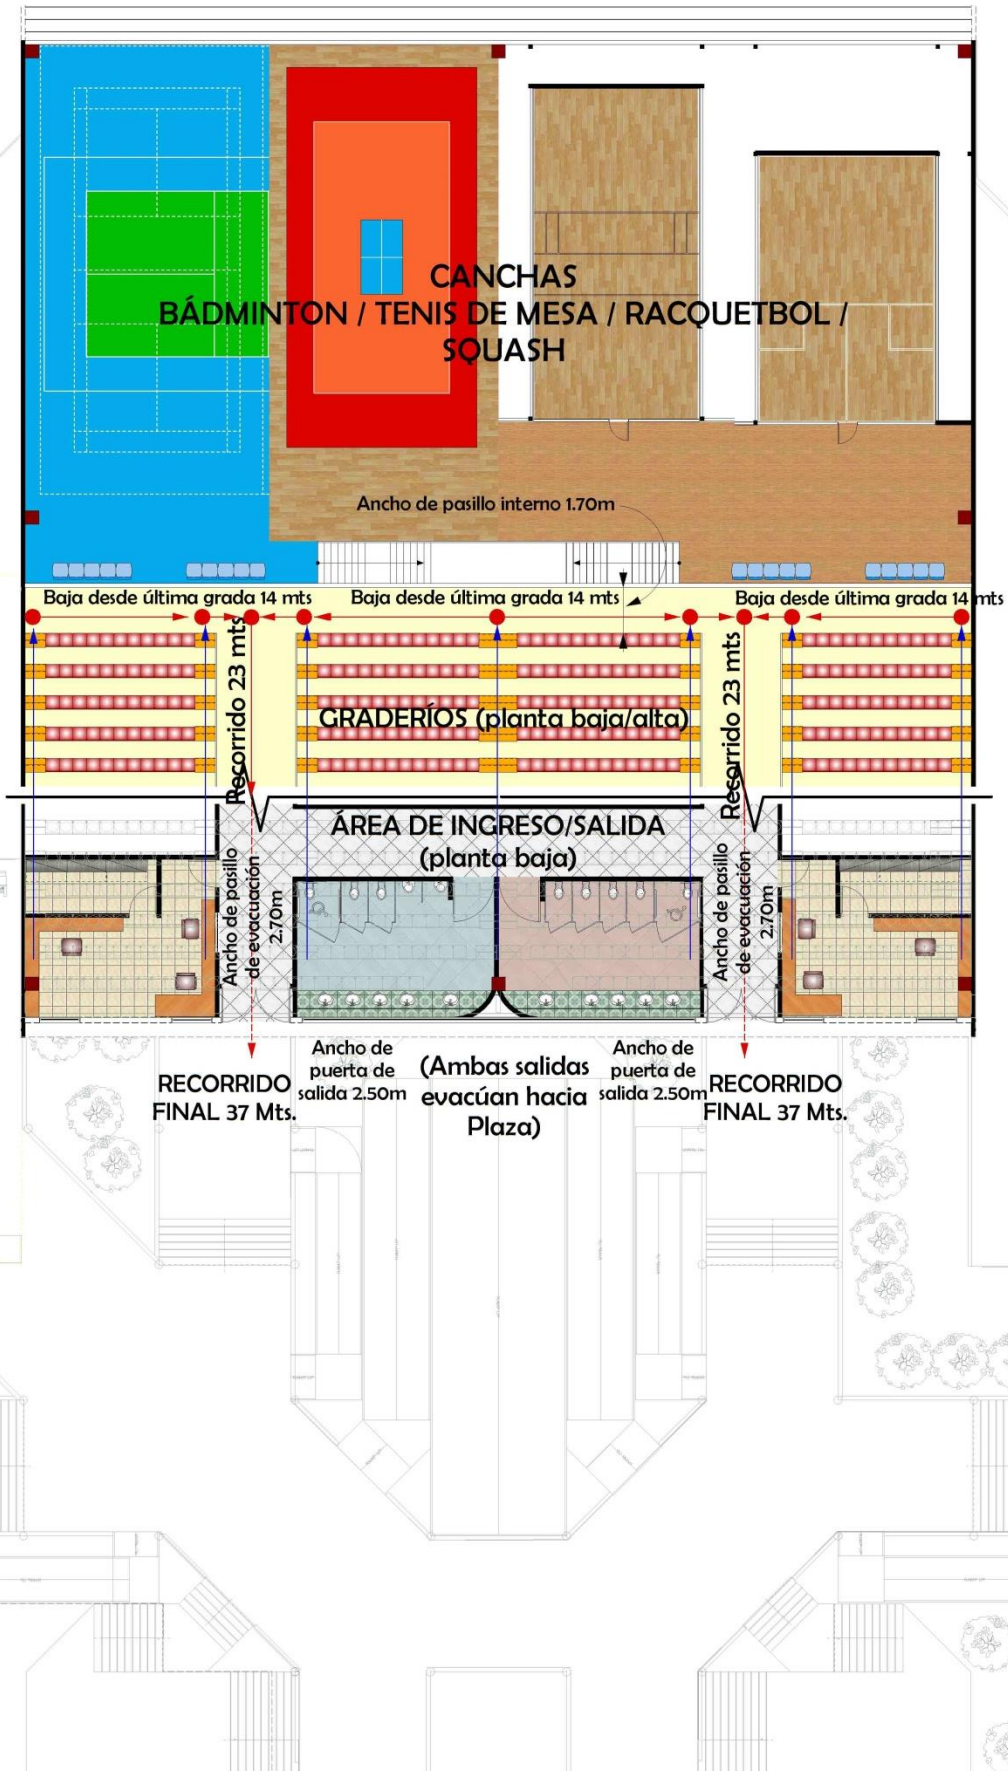 CANCHAS
BÁDMINTON / TENIS DE MESA / RACQUETBOL /
SQUASH
Ancho de pasillo interno 1.70m
Baja desde última grada 14 mts
Baja desde última grada 14 mts
Baja desde última grada 14 mts
Recorrido 23 mts
Recorrido 23 mts
GRADERÍOS (planta baja/alta)
ÁREA DE INGRESO/SALIDA
(planta baja)
Ancho de pasillo
de evacuación
2.70m
Ancho de pasillo
de evacuación
2.70m
RECORRIDO
FINAL 37 Mts.
Ancho de
puerta de
salida 2.50m
(Ambas salidas
evacúan hacia
Plaza)
Ancho de
puerta de
salida 2.50m
RECORRIDO
FINAL 37 Mts.